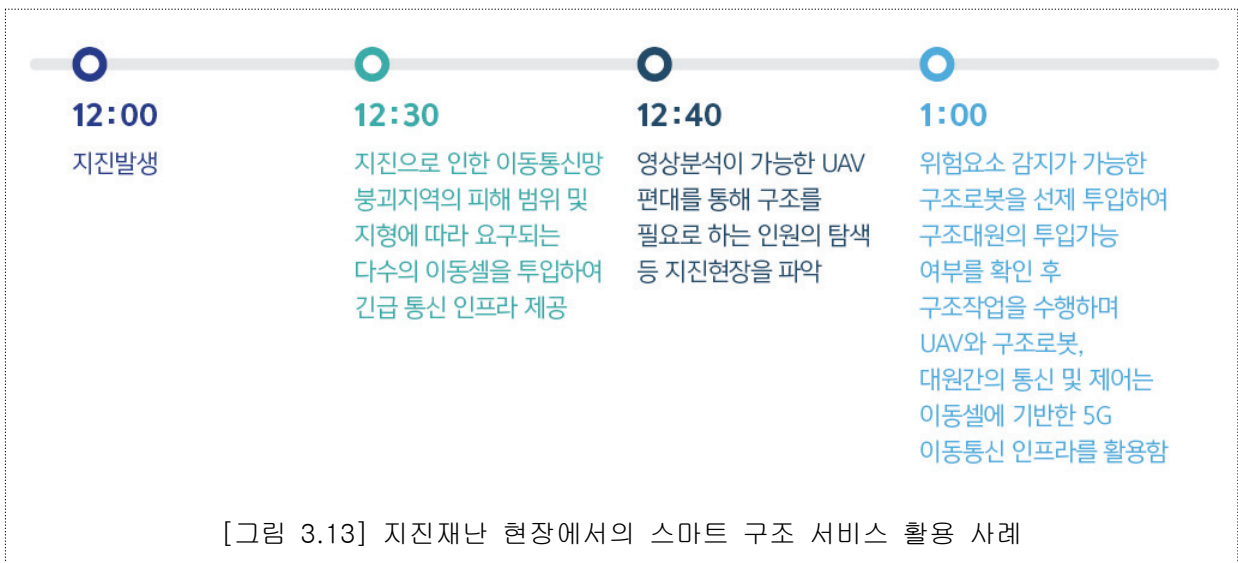 12:00
지진발생
12:30
지진으로 인한 이동통신망
붕괴지역의 피해 범위 및
지형에 따라 요구되는
다수의 이동셀을 투입하여
긴급 통신 인프라 제공
12:40
영상분석이 가능한 UAV
편대를 통해 구조를
필요로 하는 인원의 탐색
등 지진현장을 파악
1:00
위험요소 감지가 가능한
구조로봇을 선제 투입하여
구조대원의 투입가능
여부를 확인 후
구조작업을 수행하며
UAV와 구조로봇,
대원간의 통신 및 제어는
이동셀에 기반한 5G
이동통신 인프라를 활용함
[그림 3.13] 지진재난 현장에서의 스마트 구조 서비스 활용 사례